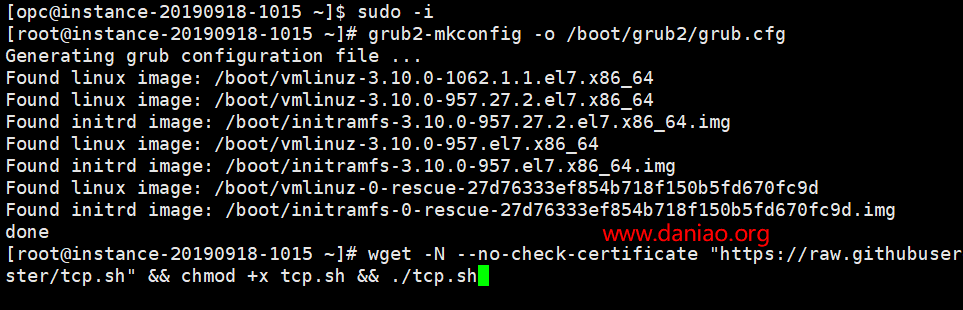 [opc@instance-20190918-1015 ~]$ sudo -i
[root@instance-20190918-1015 ~]# grub2-mkconfig -o /boot/grub2/grub.cfg
Generating grub configuration file ...
Found linux image: /boot/vmlinuz-3.10.0-1062.1.1.el7.x86_64
Found linux image: /boot/vmlinuz-3.10.0-957.27.2.el7.x86_64
Found initrd image: /boot/initramfs-3.10.0-957.27.2.el7.x86_64.img
Found linux image: /boot/vmlinuz-3.10.0-957.el7.x86_64
Found initrd image: /boot/initramfs-3.10.0-957.el7.x86_64.img
Found linux image: /boot/vmlinuz-0-rescue-27d76333ef854b718f150b5fd670fc9d
Found initrd image: /boot/initramfs-0-rescue-27d76333ef854b718f150b5fd670fc9d.img
done
www.daniao.org
[root@instance-20190918-1015 ~]# wget -N --no-check-certificate "https://raw.githubuser
ster/tcp.sh" && chmod +x tcp.sh && ./tcp.sh